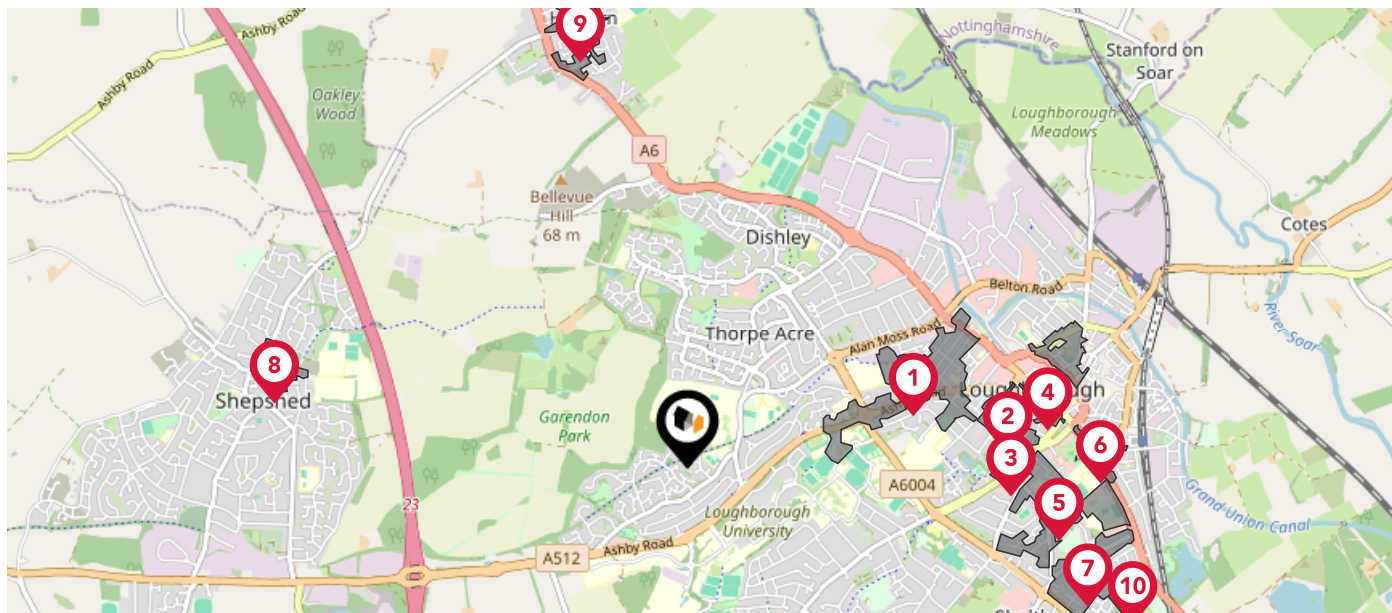 9
Ashby Road
Ashby Road
Nottinghamshire
Stanford on
Soar
Oakley
Wood
Loughborough
Meadows
A6
Bellevue
Hill
68 m
Dishley
Cotes
Belton Road
River Soar
Thorpe Acre
Alan Moss Road
8
1
4
Shepshed
2
Garendon
Park
6
3
A6004
23
5
Grand Union Canal
Loughborough
University
Ashby Road
A512
7
10